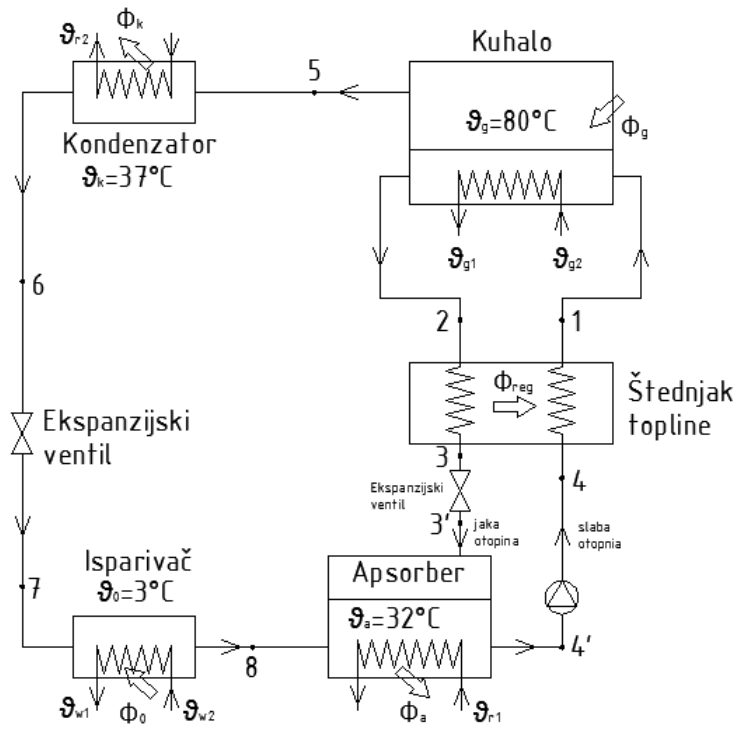 Φk
ϑr2
Kuhalo
5
ϑg=80°C
Φg
Kondenzator
ϑk=37°C
ϑg1
ϑg2
6
2
1
Φreg
Štednjak
topline
Ekspanzijski
ventil
3
4
Ekspanzijski
ventil
3'
jaka
otopina
slaba
otopnia
Isparivač
ϑ0=3°C
Apsorber
7
ϑa=32°C
8
4'
ϑw1
Φ0
ϑw2
Φa
ϑr1